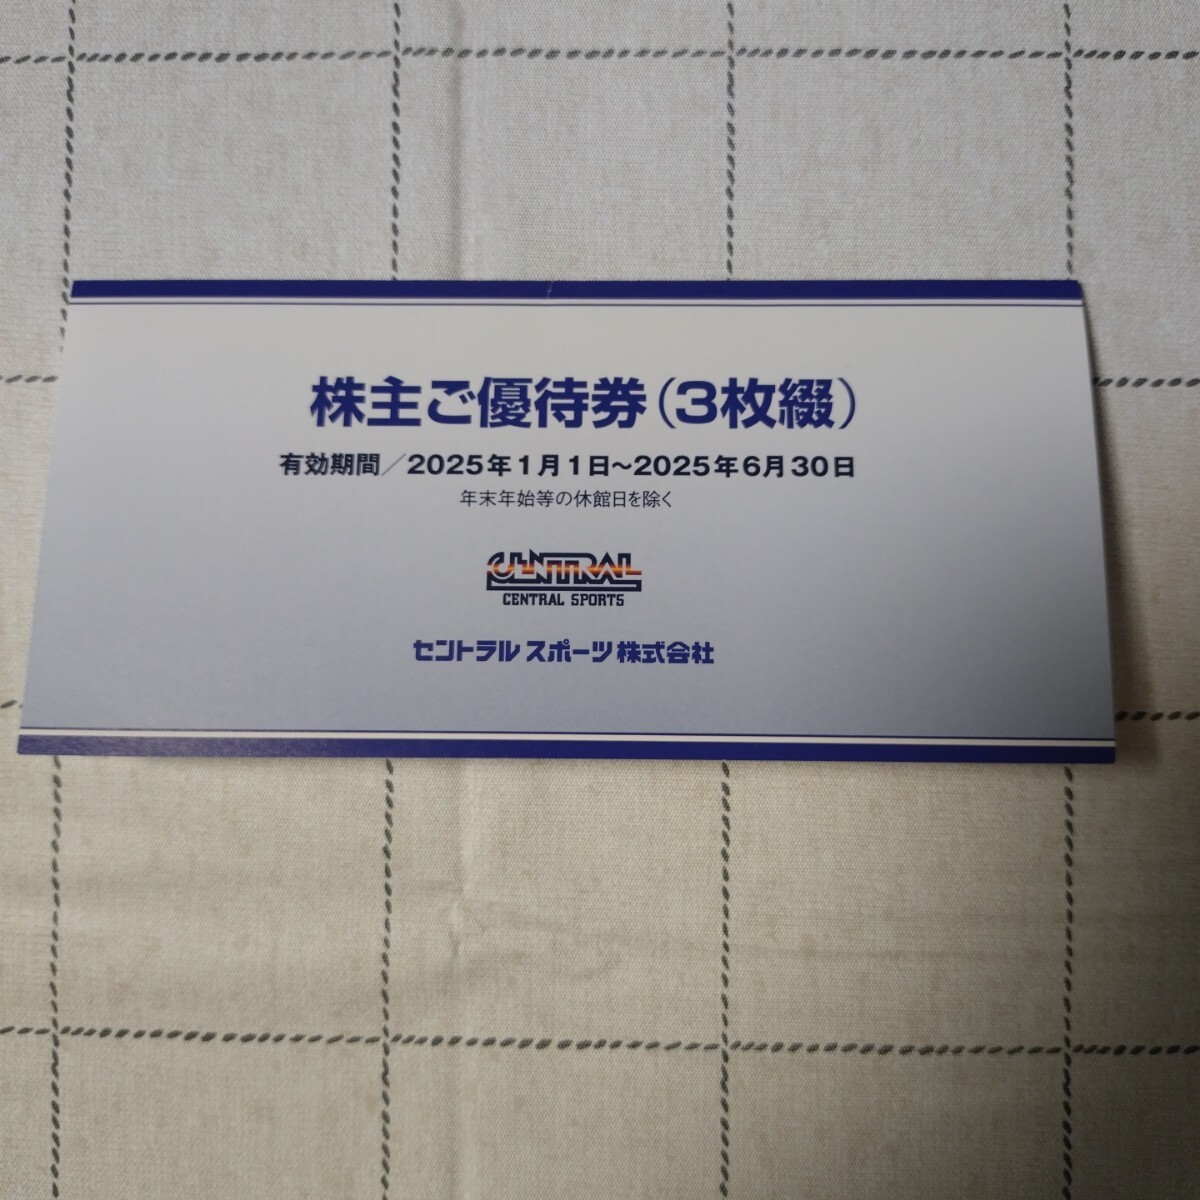 株主ご優待券(3枚綴)
有効期間/2025年1月1日～2025年6月30日
年末年始等の休館日を除く
CENTRAL
CENTRAL SPORTS
セントラルスポーツ株式会社